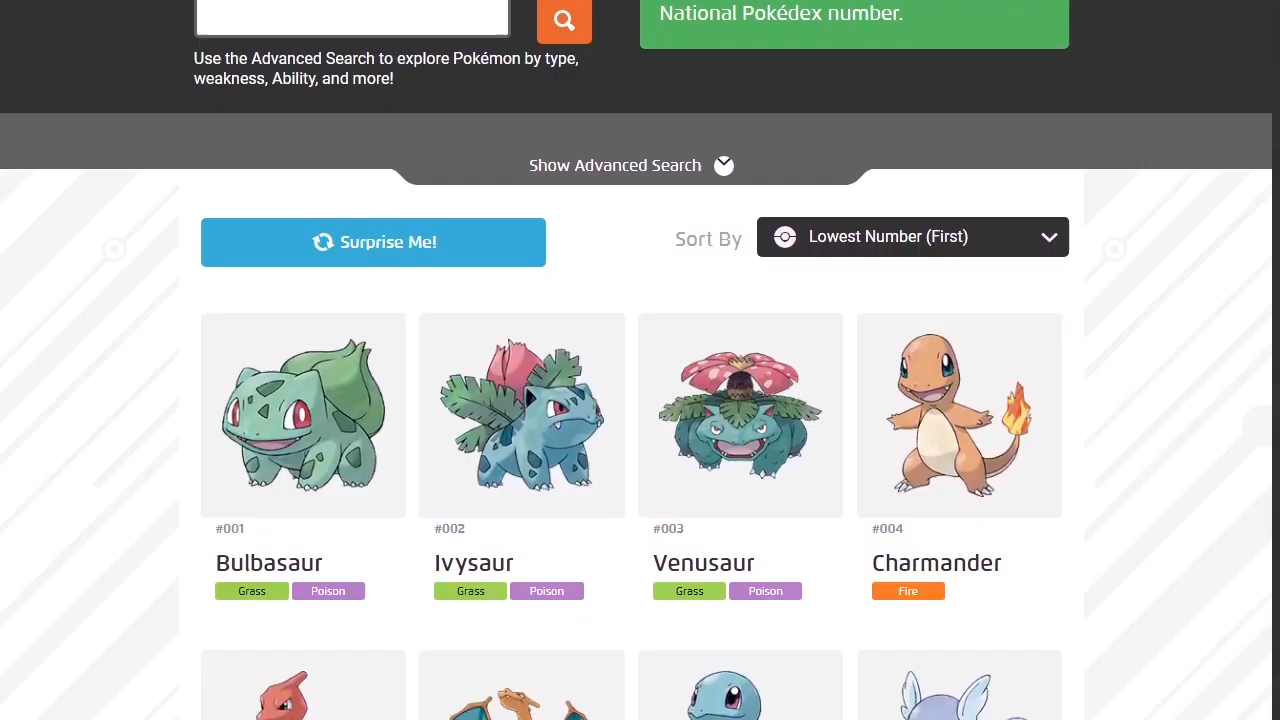 National Pokédex number.
Use the Advanced Search to explore Pokémon by type,
weakness, Ability, and more!
Show Advanced Search
Surprise Me!
Sort By
Lowest Number (First)
#001
Bulbasaur
Grass
Poison
#002
Ivysaur
Grass
Poison
#003
Venusaur
Grass
Poison
#004
Charmander
Fire